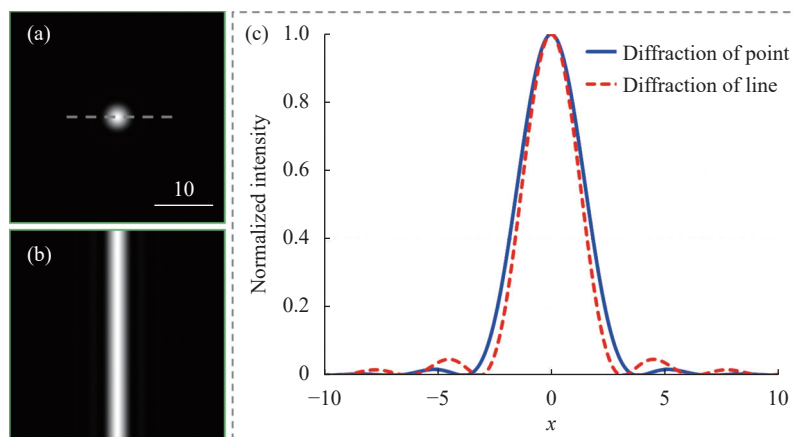 (a)
10
(b)
(c)
Normalized intensity
1.0
0.8
0.6
0.4
0.2
0
Diffraction of point
Diffraction of line
−10
−5
0
5
10
x